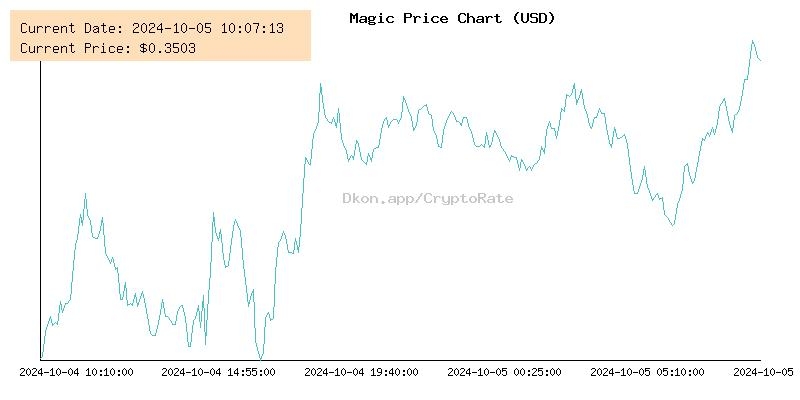 Magic Price Chart (USD)
Current Date: 2024-10-05 10:07:13
Current Price: $0.3503
Dkon.app/CryptoRate
2024-10-04 10:10:00 2024-10-04 14:55:00 2024-10-04 19:40:00 2024-10-05 00:25:00 2024-10-05 05:10:00 2024-10-05